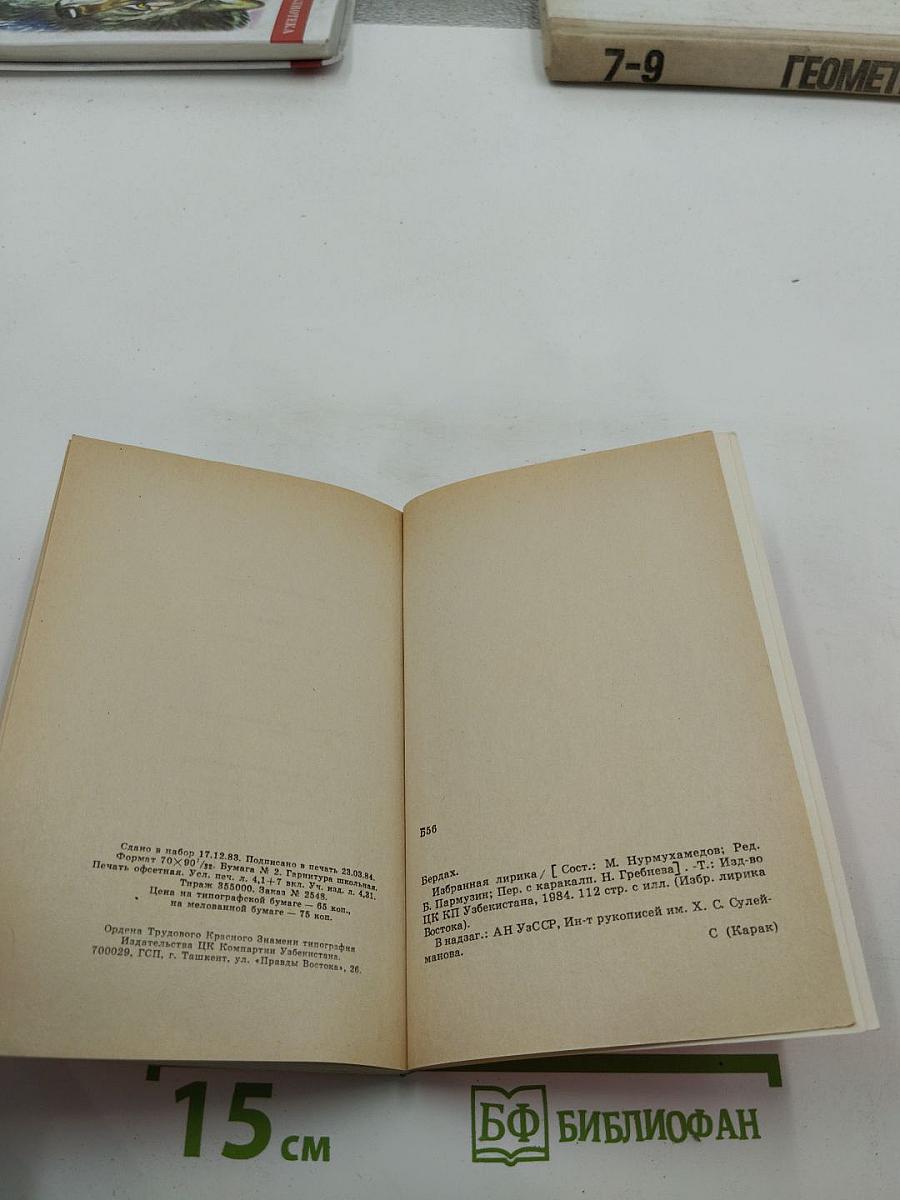 БЛИОТЕКА
7-9
ГЕОМЕТ
Сдано в набор 17.12.83. Подписано в печать 23.03.84.
Формат 70×90¹/₃₂. Бумага № 2. Гарнитура школьная.
Печать офсетная. Усл. печ. л. 4,1+7 вкл. Уч. изд. л. 4,31.
Тираж 355000. Заказ № 2548.
Цена на типографской бумаге — 65 коп.,
на мелованной бумаге — 75 коп.
Ордена Трудового Красного Знамени типография
Издательства ЦК Компартии Узбекистана.
700029, ГСП, г. Ташкент, ул. «Правды Востока», 26.
Б56
Бердах.
Избранная лирика / [ Сост.: М. Нурмухамедов; Ред.
Б. Пармузин; Пер. с каракалп. Н. Гребнева] . -Т.: Изд-во
ЦК КП Узбекистана, 1984. 112 стр. с илл. (Избр. лирика
Востока).
В надзаг.: АН УзССР, Ин-т рукописей им. Х. С. Сулей-
манова.
С (Карак)
15 см
БФ БИБЛИОФАН